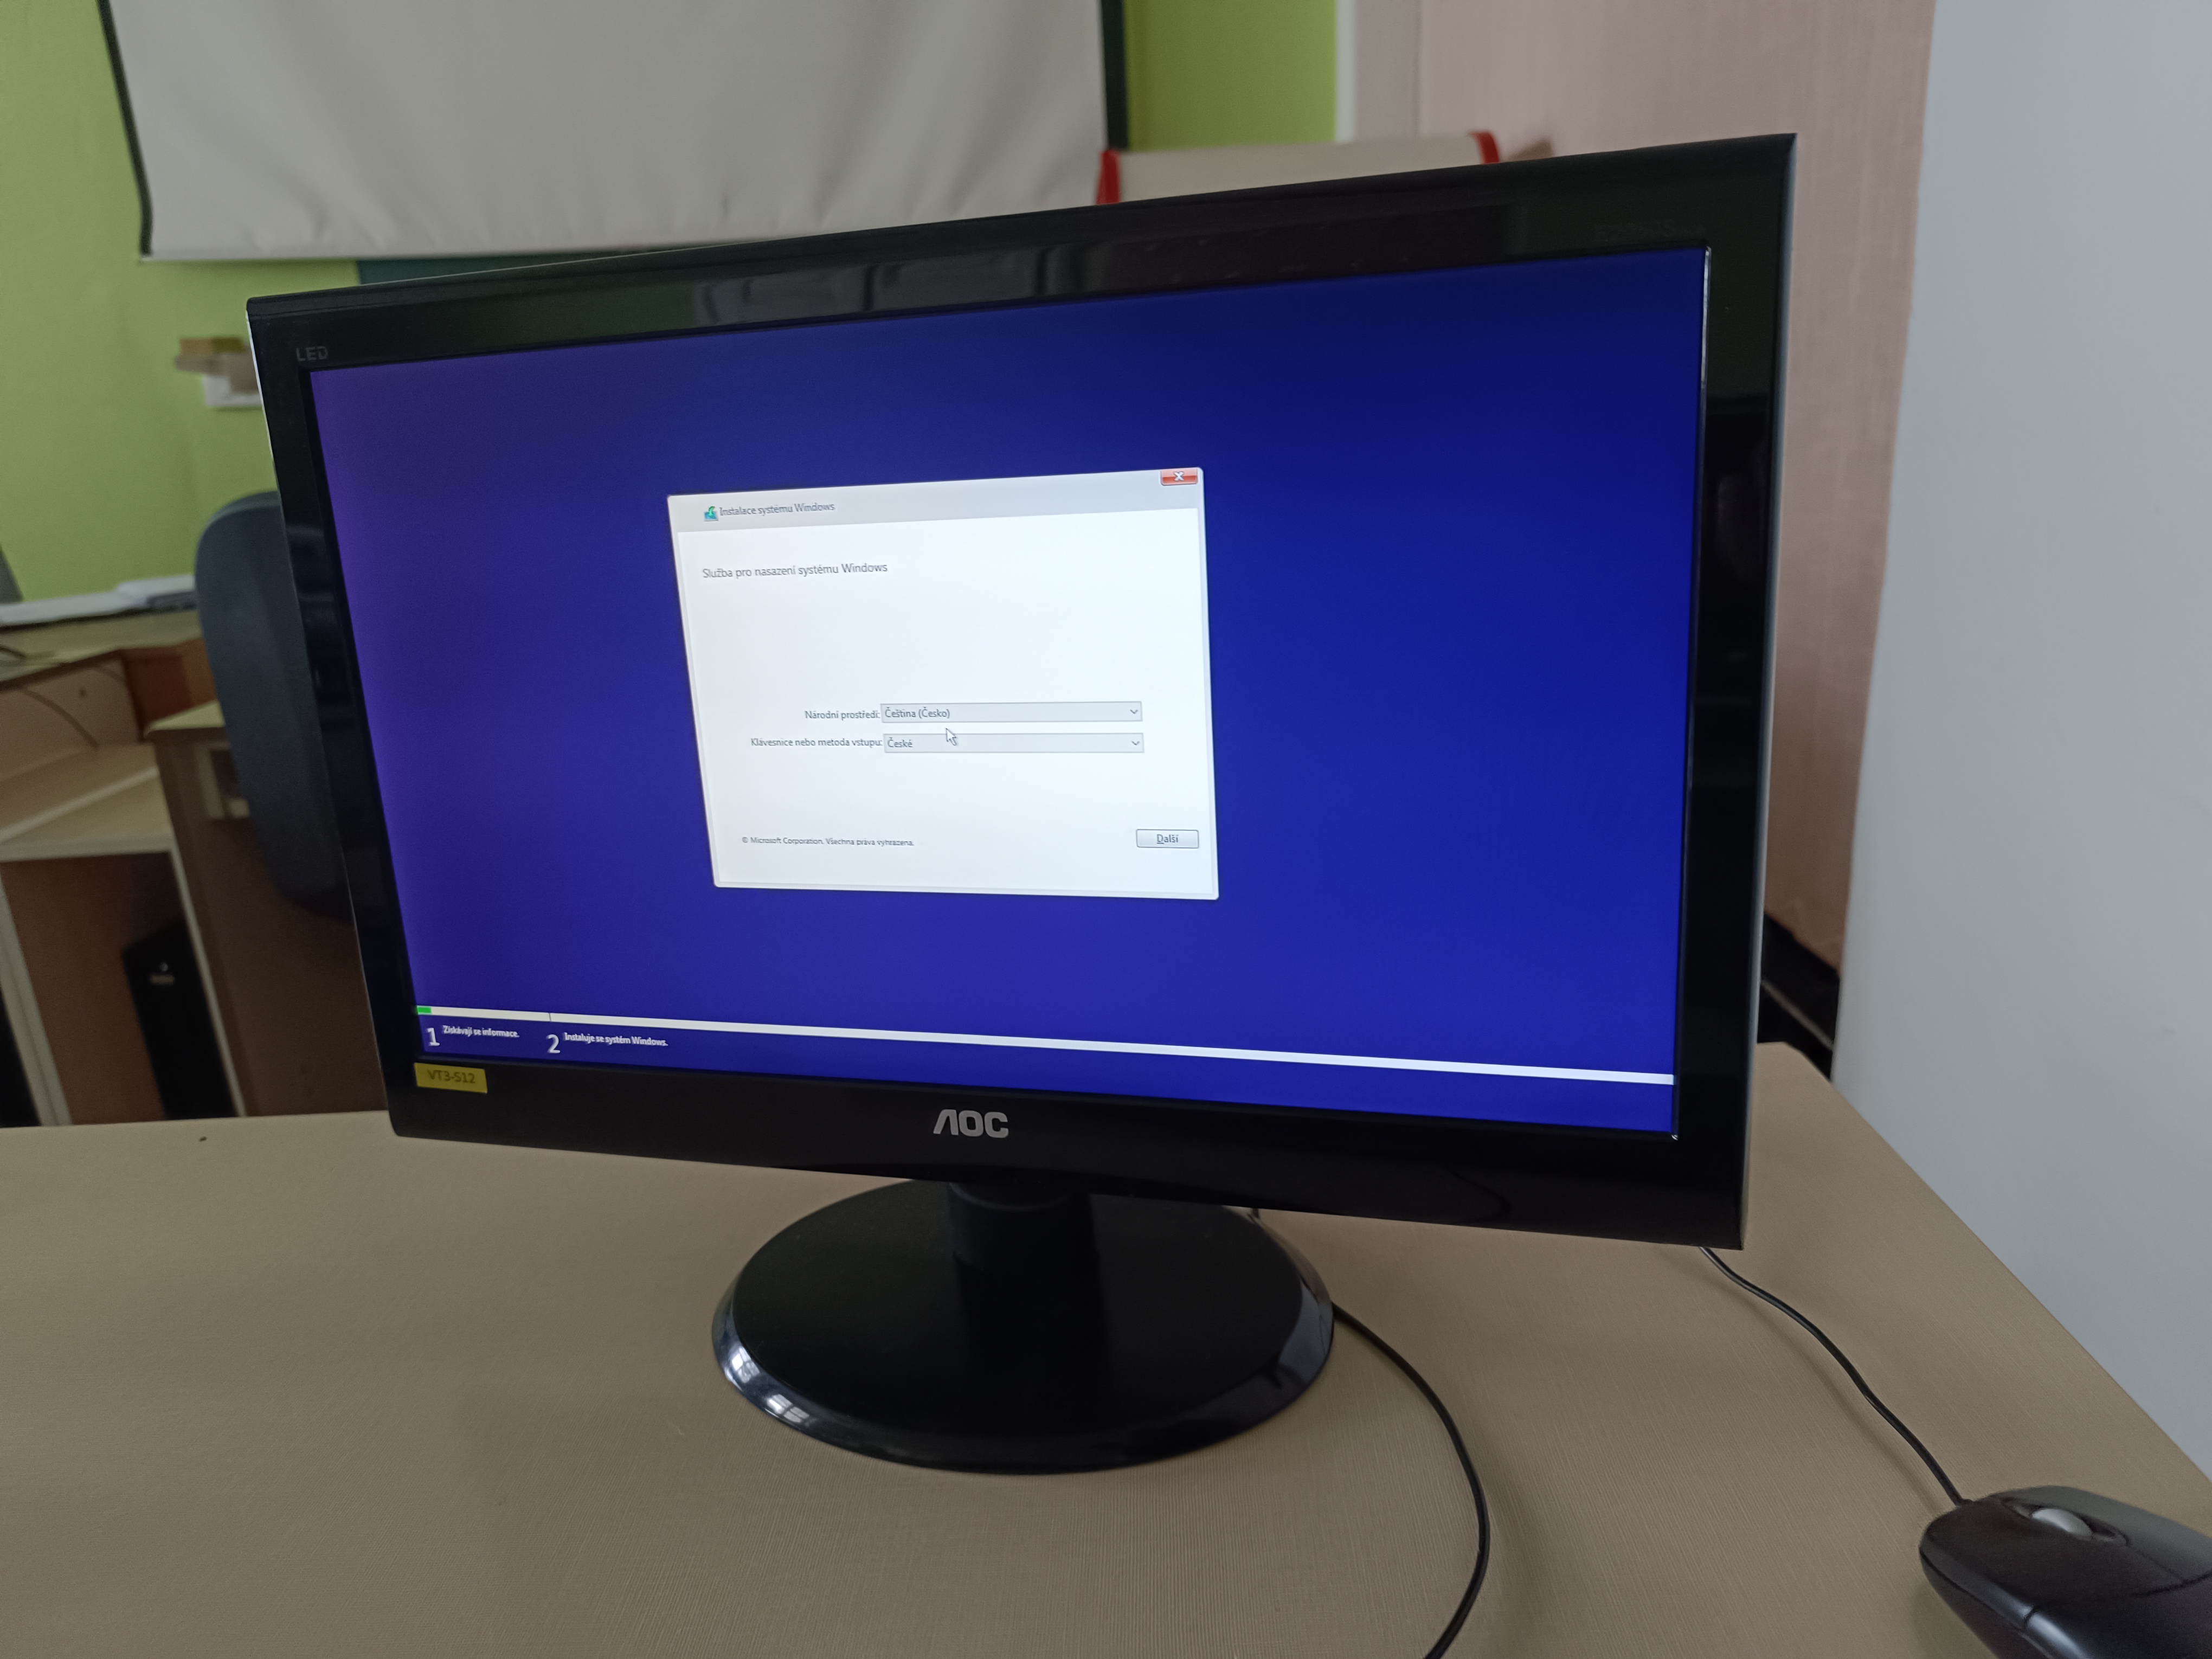 LED
Instalace systému Windows
Služba pro nasazení systému Windows
Národní prostředí: Čeština (Česko)
Klávesnice nebo metoda vstupu: České
© Microsoft Corporation. Všechna práva vyhrazena.
Další
1 Získávají se informace.
2 Instaluje se systém Windows.
VT3-S12
AOC